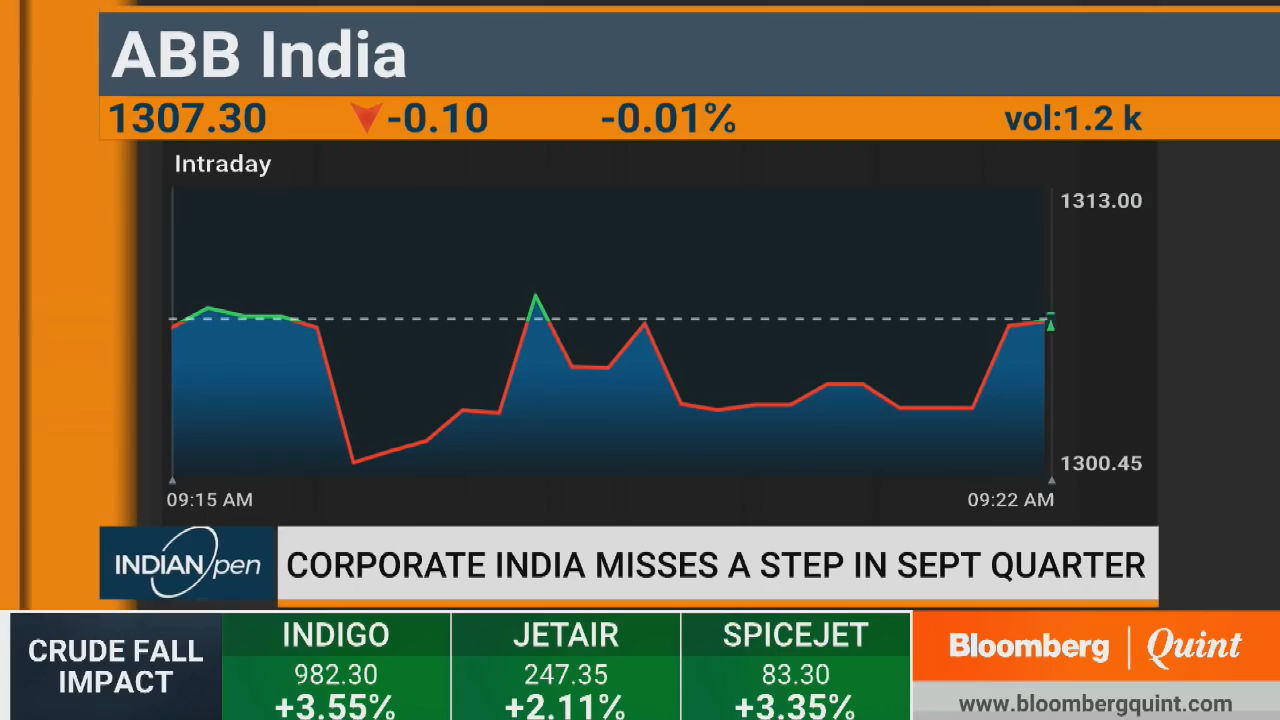 ABB India
1307.30 -0.10 -0.01% vol:1.2 k
Intraday
1313.00
1300.45
09:15 AM 09:22 AM
INDIAN Open CORPORATE INDIA MISSES A STEP IN SEPT QUARTER
CRUDE FALL
IMPACT
INDIGO
982.30
+3.55%
JETAIR
247.35
+2.11%
SPICEJET
83.30
+3.35%
Bloomberg | Quint
www.bloombergquint.com